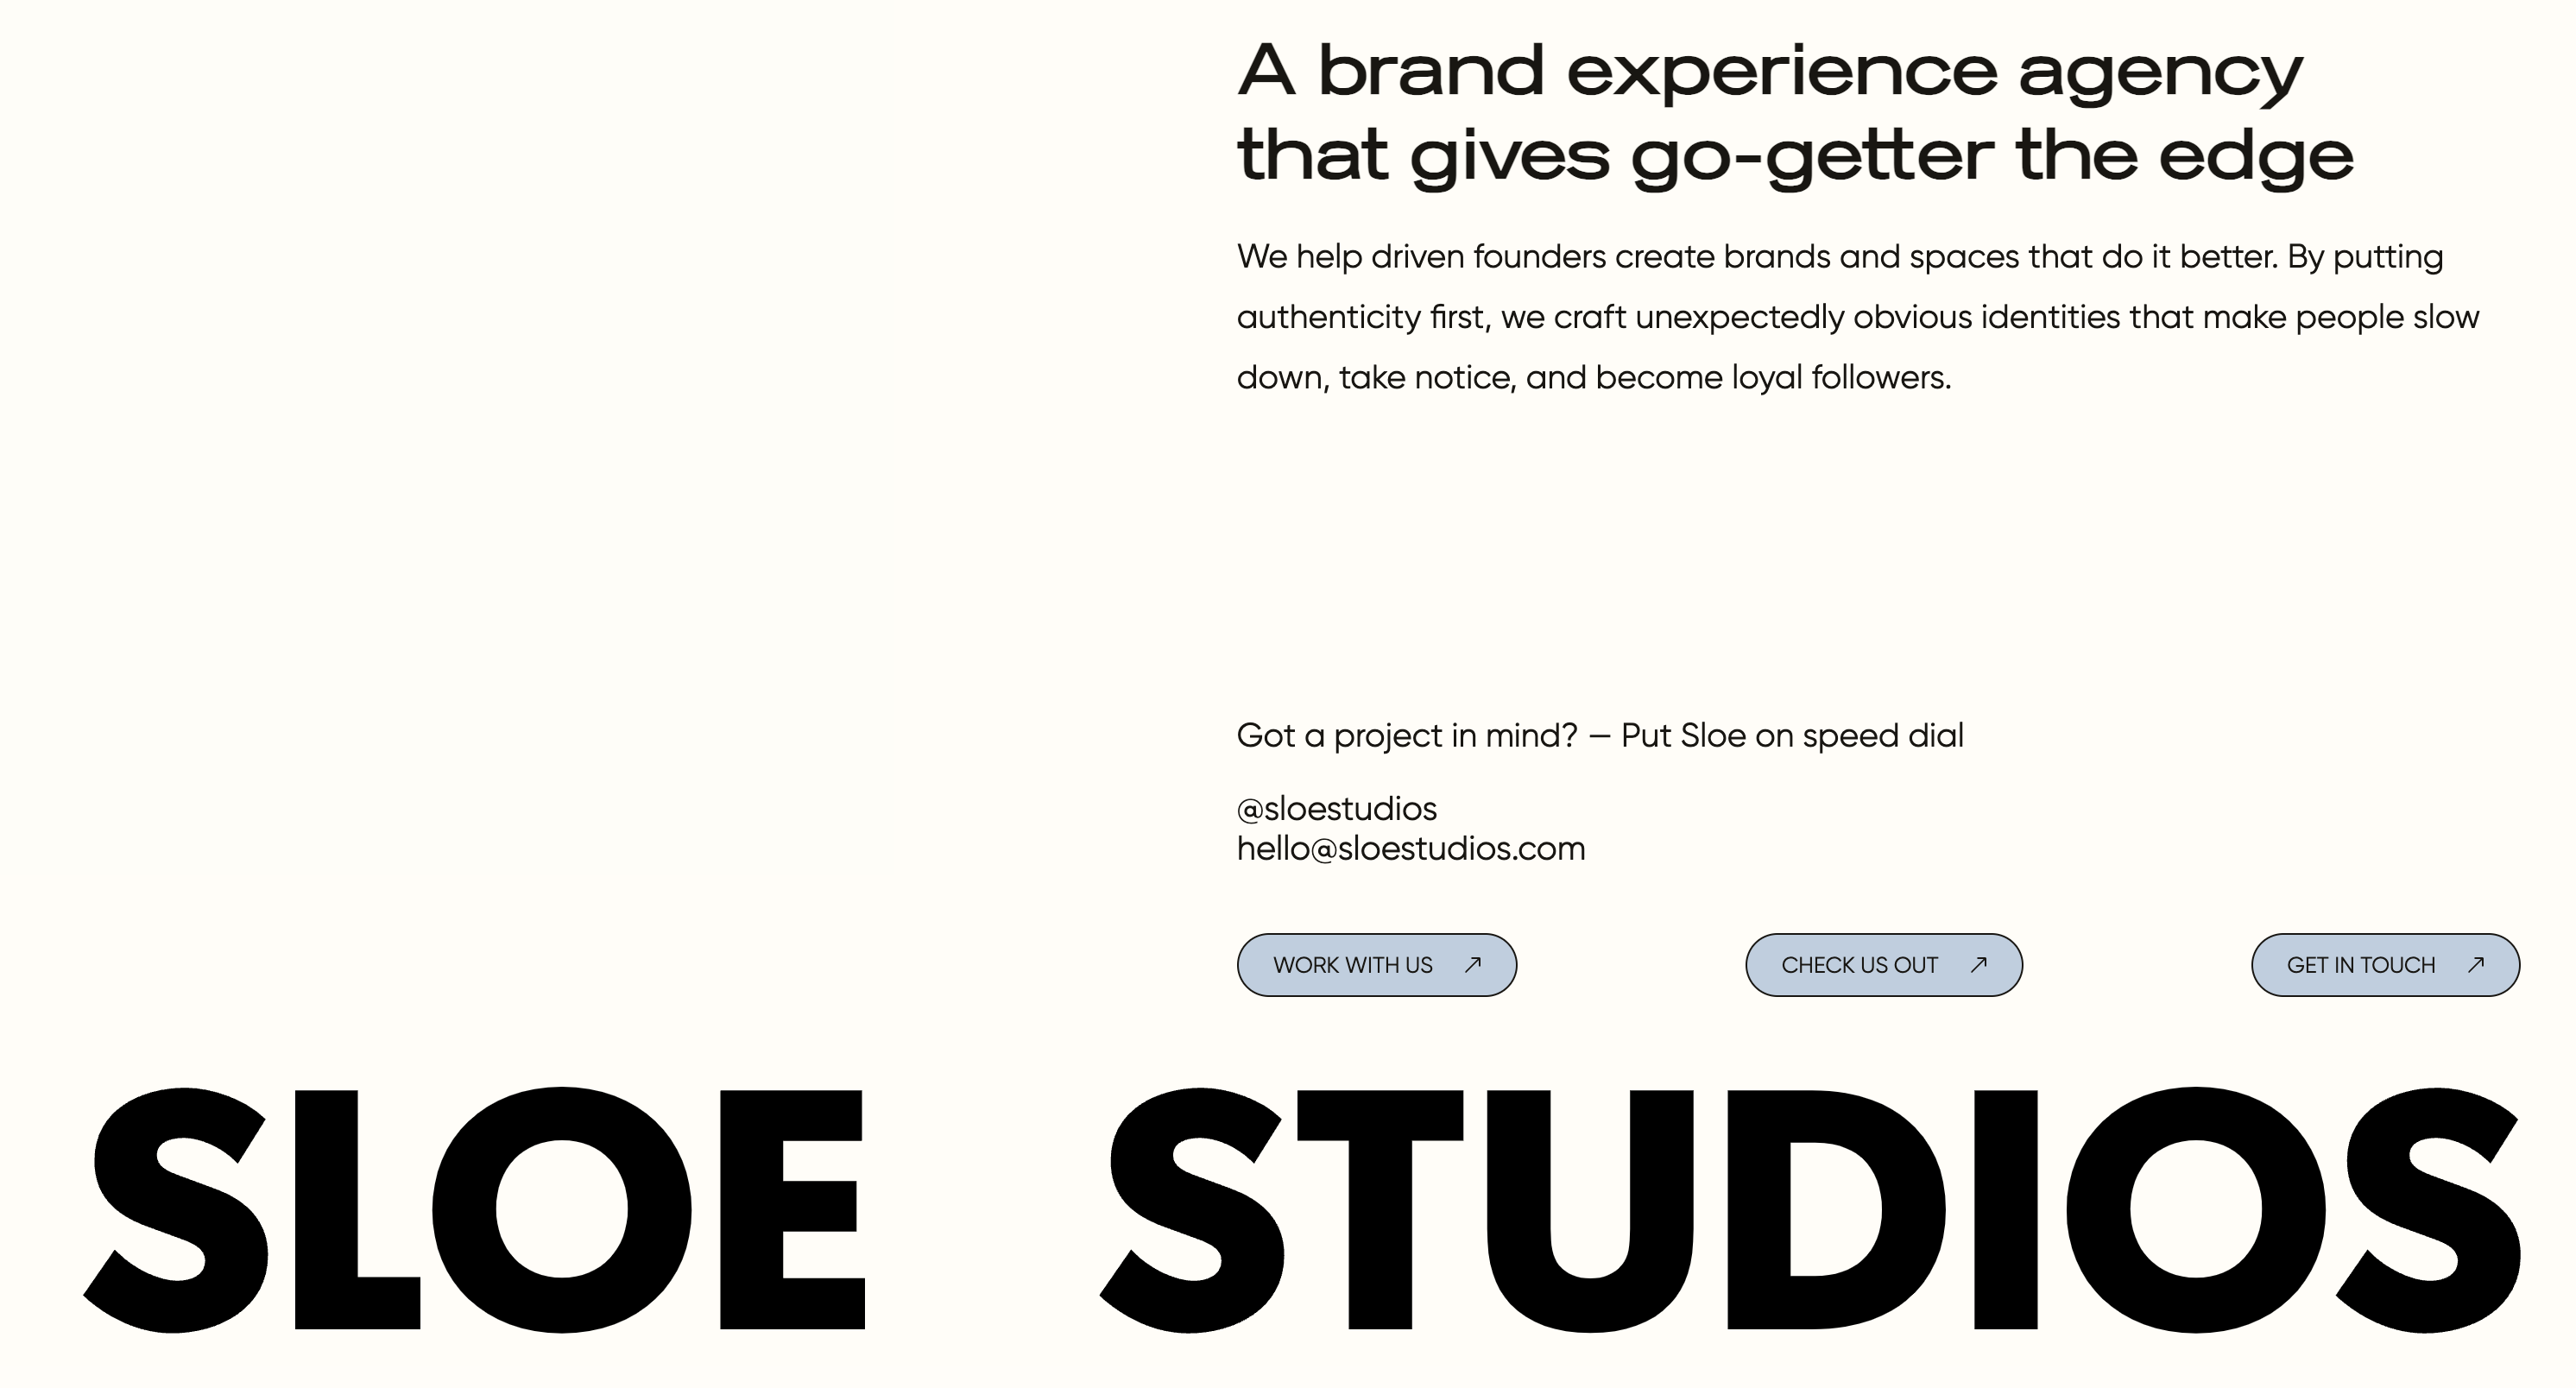 A brand experience agency
that gives go-getter the edge
We help driven founders create brands and spaces that do it better. By putting
authenticity first, we craft unexpectedly obvious identities that make people slow
down, take notice, and become loyal followers.
Got a project in mind? — Put Sloe on speed dial
@sloestudios
hello@sloestudios.com
WORK WITH US ↗ CHECK US OUT ↗ GET IN TOUCH ↗
SLOE STUDIOS